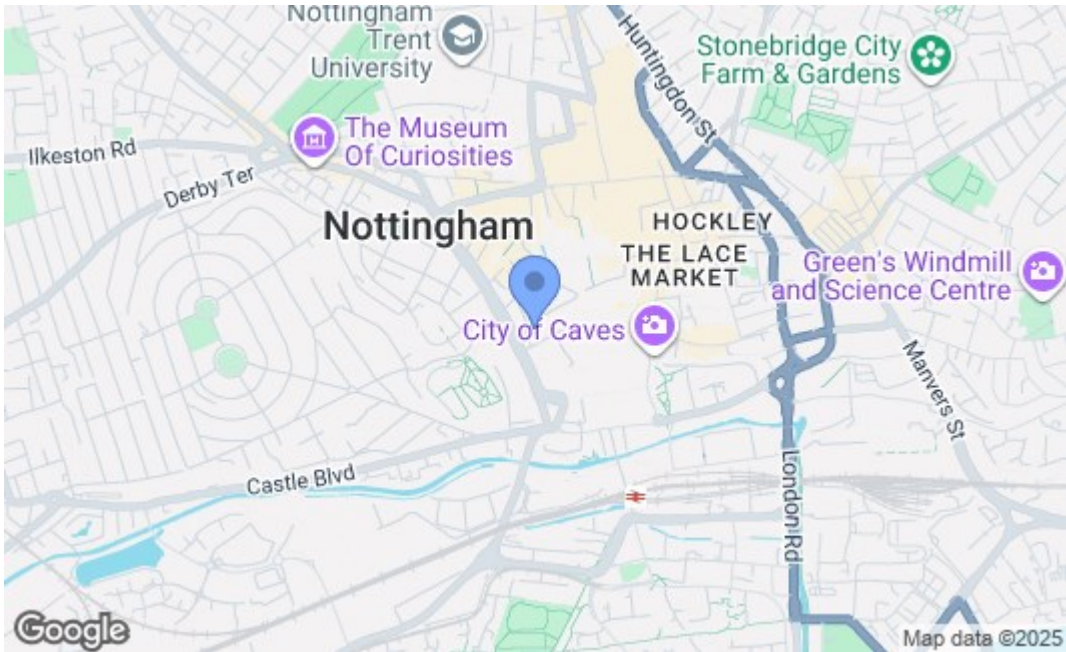 Nottingham
Trent
University
Stonebridge City
Farm & Gardens
Huntingdon St
The Museum
Of Curiosities
Ilkeston Rd
Derby Ter
Nottingham
HOCKLEY
THE LACE
MARKET
Green's Windmill
and Science Centre
City of Caves
Manvers St
Castle Blvd
London Rd
Google
Map data ©2025